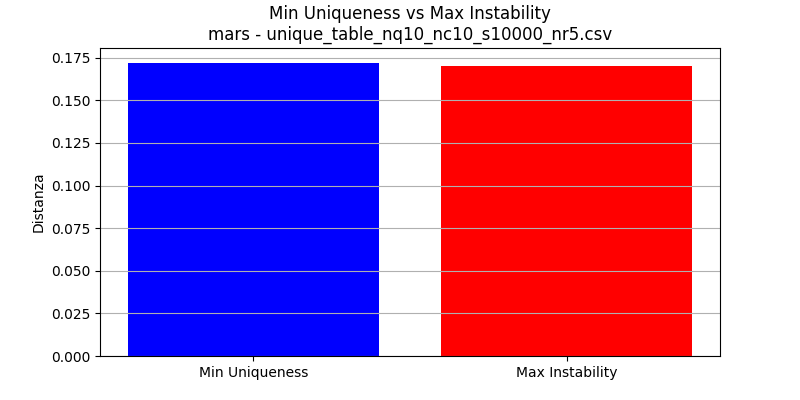 Min Uniqueness vs Max Instability
mars - unique_table_nq10_nc10_s10000_nr5.csv
0.175
0.150
0.125
0.100
0.075
0.050
0.025
0.000
Distanza
Min Uniqueness
Max Instability